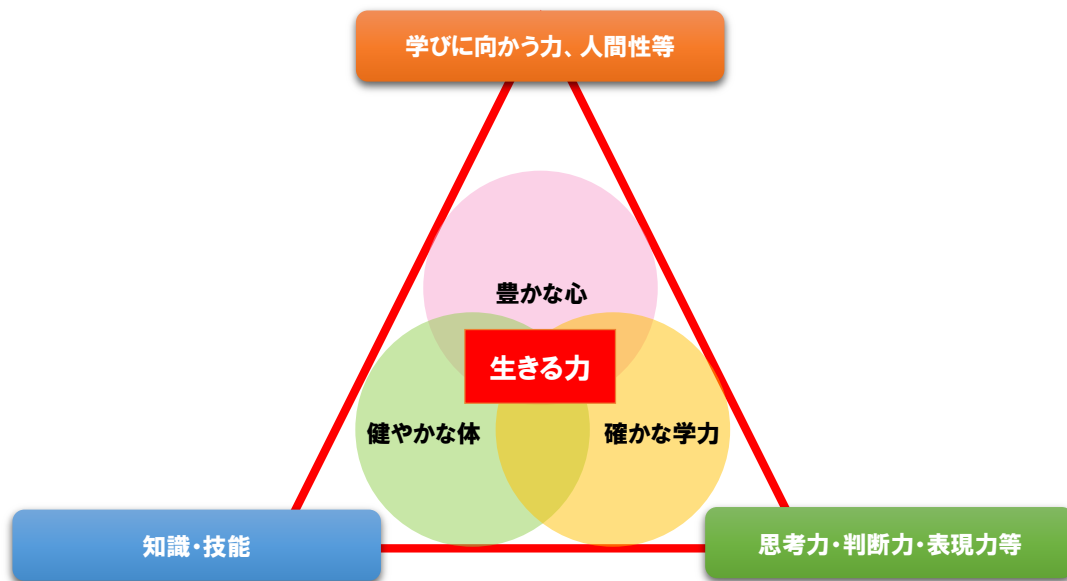 学びに向かう力、人間性等
豊かな心
生きる力
健やかな体
確かな学力
知識・技能
思考力・判断力・表現力等